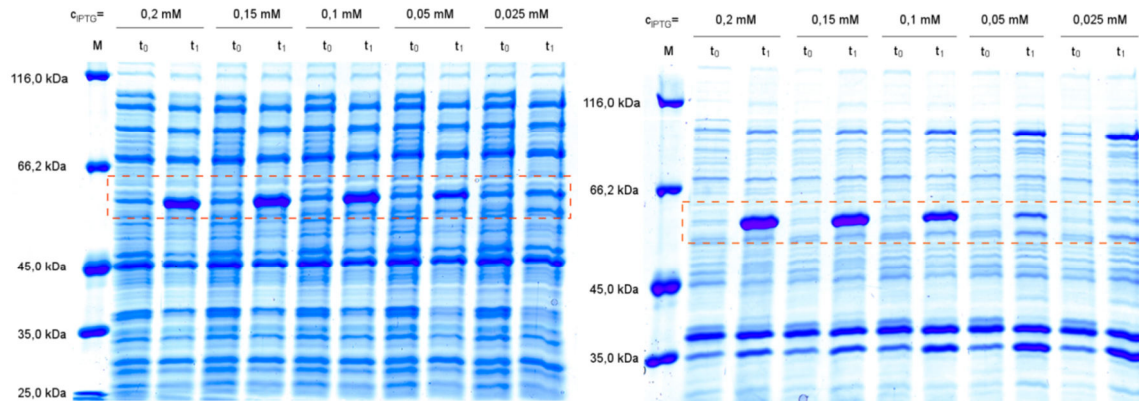 c_IPTG= 0,2 mM 0,15 mM 0,1 mM 0,05 mM 0,025 mM
M t₀ t₁ t₀ t₁ t₀ t₁ t₀ t₁ t₀ t₁
116,0 kDa
66,2 kDa
45,0 kDa
35,0 kDa
25,0 kDa
c_IPTG= 0,2 mM 0,15 mM 0,1 mM 0,05 mM 0,025 mM
M t₀ t₁ t₀ t₁ t₀ t₁ t₀ t₁ t₀ t₁
116,0 kDa
66,2 kDa
45,0 kDa
35,0 kDa